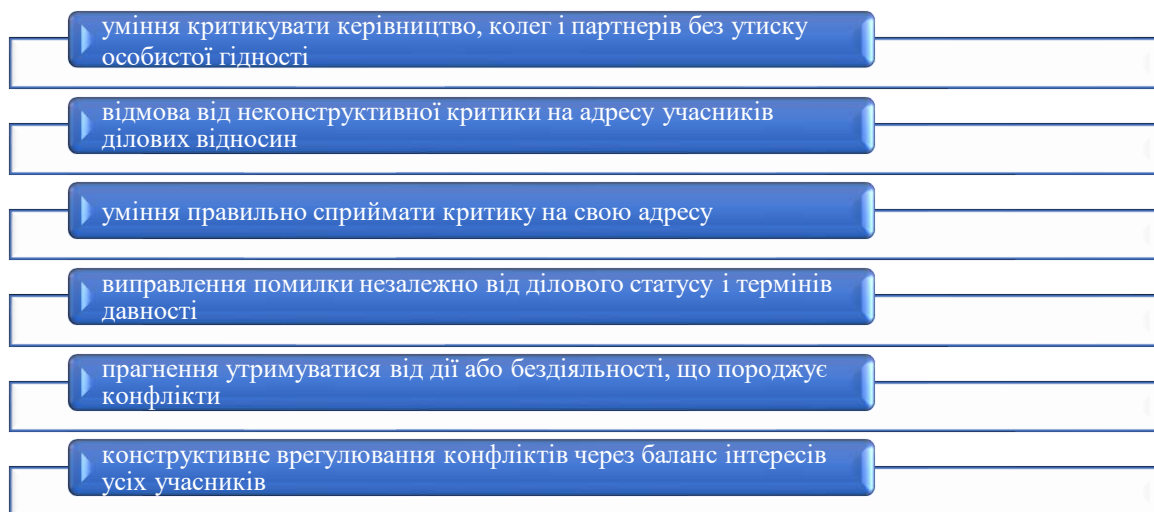 уміння критикувати керівництво, колег і партнерів без утиску
особистої гідності
відмова від неконструктивної критики на адресу учасників
ділових відносин
уміння правильно сприймати критику на свою адресу
виправлення помилки незалежно від ділового статусу і термінів
давності
прагнення утримуватися від дії або бездіяльності, що породжує
конфлікти
конструктивне врегулювання конфліктів через баланс інтересів
усіх учасників